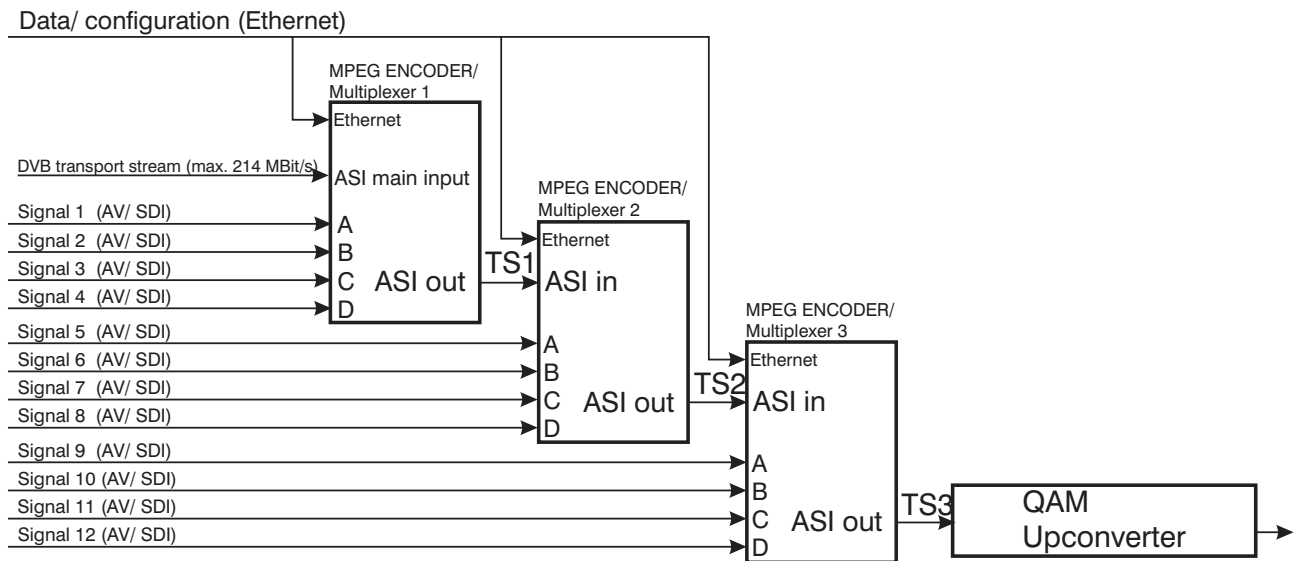 Data/ configuration (Ethernet)
MPEG ENCODER/
Multiplexer 1
Ethernet
DVB transport stream (max. 214 MBit/s)
ASI main input
MPEG ENCODER/
Multiplexer 2
Signal 1 (AV/ SDI)
A
Signal 2 (AV/ SDI)
B
Ethernet
Signal 3 (AV/ SDI)
C
ASI out
TS1
ASI in
Signal 4 (AV/ SDI)
D
MPEG ENCODER/
Multiplexer 3
Signal 5 (AV/ SDI)
A
Ethernet
Signal 6 (AV/ SDI)
B
Signal 7 (AV/ SDI)
C
ASI out
TS2
ASI in
Signal 8 (AV/ SDI)
D
Signal 9 (AV/ SDI)
A
Signal 10 (AV/ SDI)
B
Signal 11 (AV/ SDI)
C
ASI out
TS3
QAM
Upconverter
Signal 12 (AV/ SDI)
D